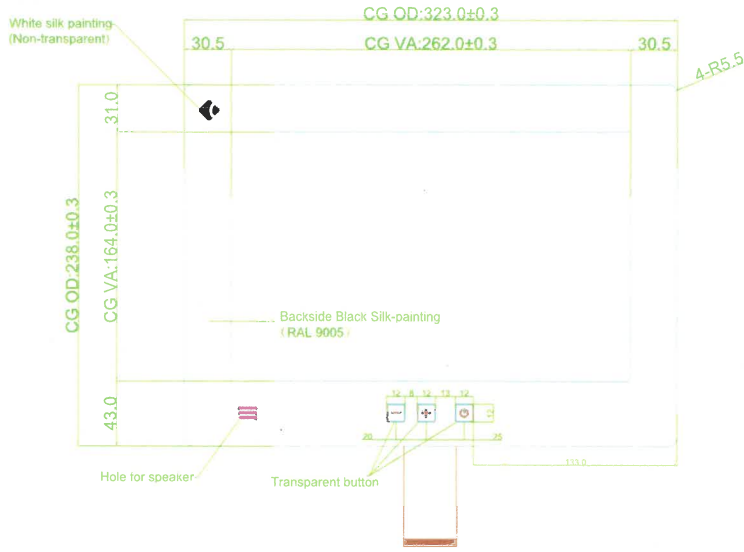 CG OD:323.0±0.3
White silk painting
(Non-transparent)
30.5
CG VA:262.0±0.3
30.5
4-R5.5
31.0
CG OD:238.0±0.3
CG VA:164.0±0.3
Backside Black Silk-painting
(RAL 9005)
43.0
12 8 12 13 12
12
20
25
133.0
Hole for speaker
Transparent button